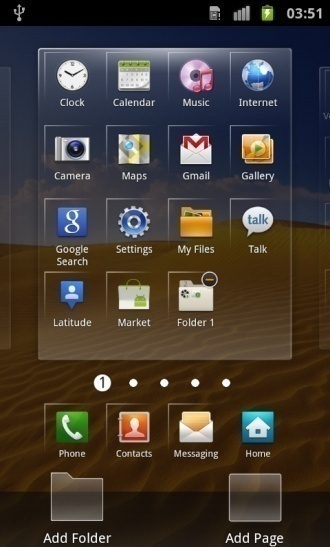 03:51
Clock Calendar Music Internet
Camera Maps Gmail Gallery
g talk
Google Search Settings My Files Talk
Latitude Market Folder 1
1
Phone Contacts Messaging Home
Add Folder Add Page